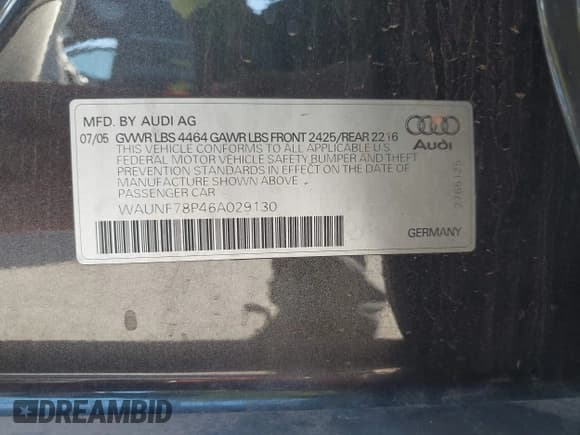 MFD. BY AUDI AG
07/05 GVWR LBS 4464 GAWR LBS FRONT 2425/REAR 2216
THIS VEHICLE CONFORMS TO ALL APPLICABLE U.S.
FEDERAL MOTOR VEHICLE SAFETY BUMPER AND THEFT
PREVENTION STANDARDS IN EFFECT ON THE DATE OF
MANUFACTURE SHOWN ABOVE
PASSENGER CAR
WAUNF78P46A029130
Audi
2766125
GERMANY
DREAMBID